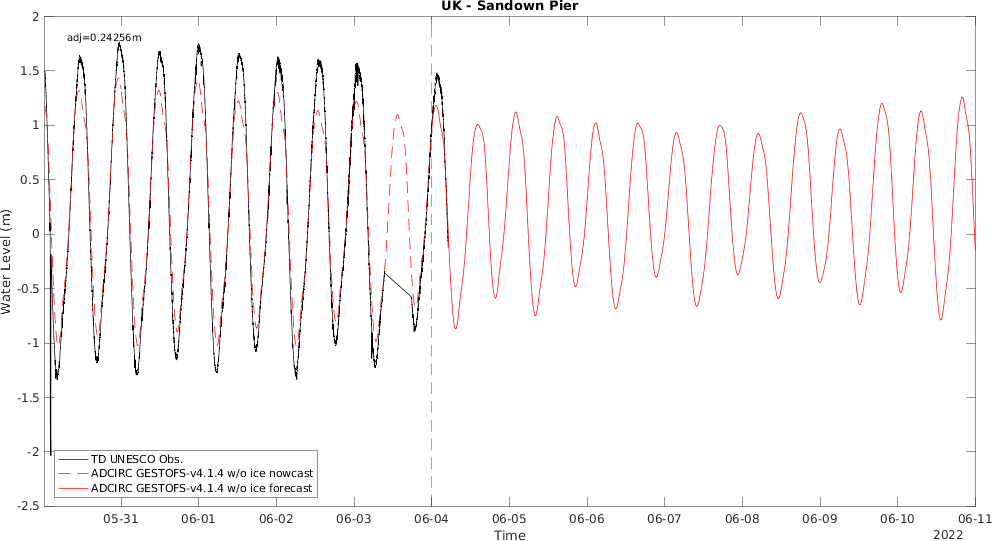 UK - Sandown Pier
adj=0.24256m
2
1.5
1
0.5
0
-0.5
-1
-1.5
-2
-2.5
Water Level (m)
TD UNESCO Obs.
ADCIRC GESTOFS-v4.1.4 w/o ice nowcast
ADCIRC GESTOFS-v4.1.4 w/o ice forecast
05-31 06-01 06-02 06-03 06-04 06-05 06-06 06-07 06-08 06-09 06-10 06-11
Time
2022